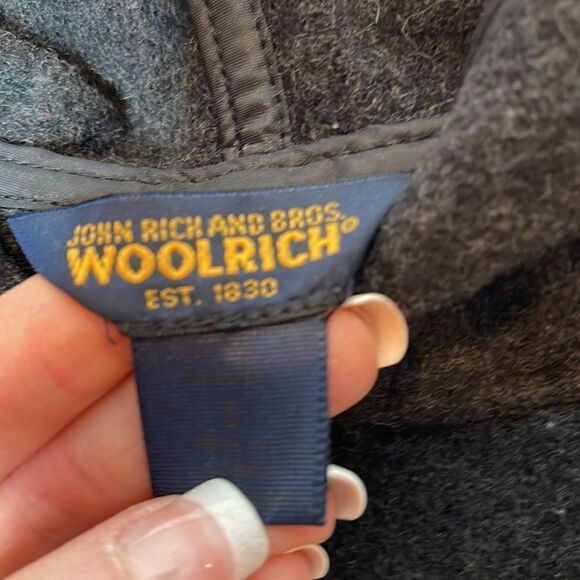 JOHN RICH AND BROS.
WOOLRICH®
EST. 1830